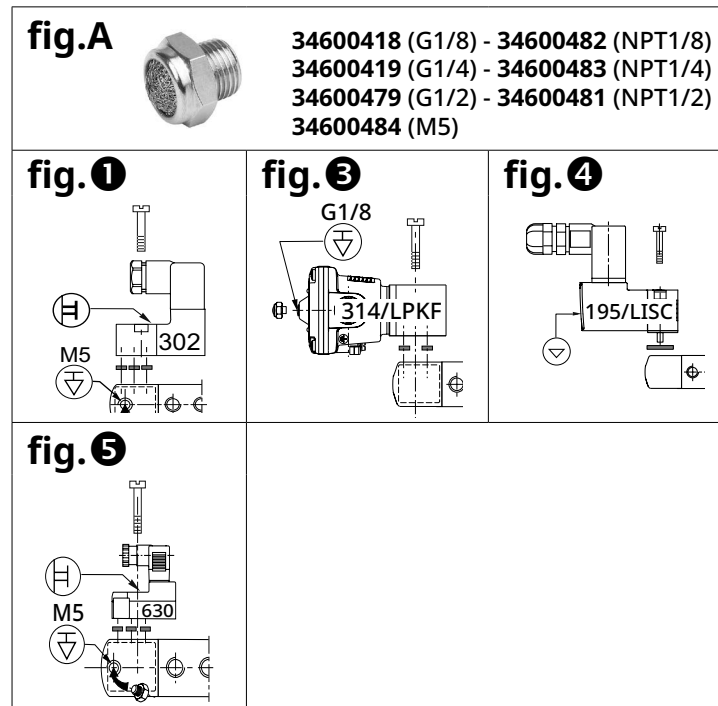 fig.A
34600418 (G1/8) - 34600482 (NPT1/8)
34600419 (G1/4) - 34600483 (NPT1/4)
34600479 (G1/2) - 34600481 (NPT1/2)
34600484 (M5)
fig.❶
302
M5
fig.❸
G1/8
314/LPKF
fig.❹
195/LISC
fig.❺
630
M5